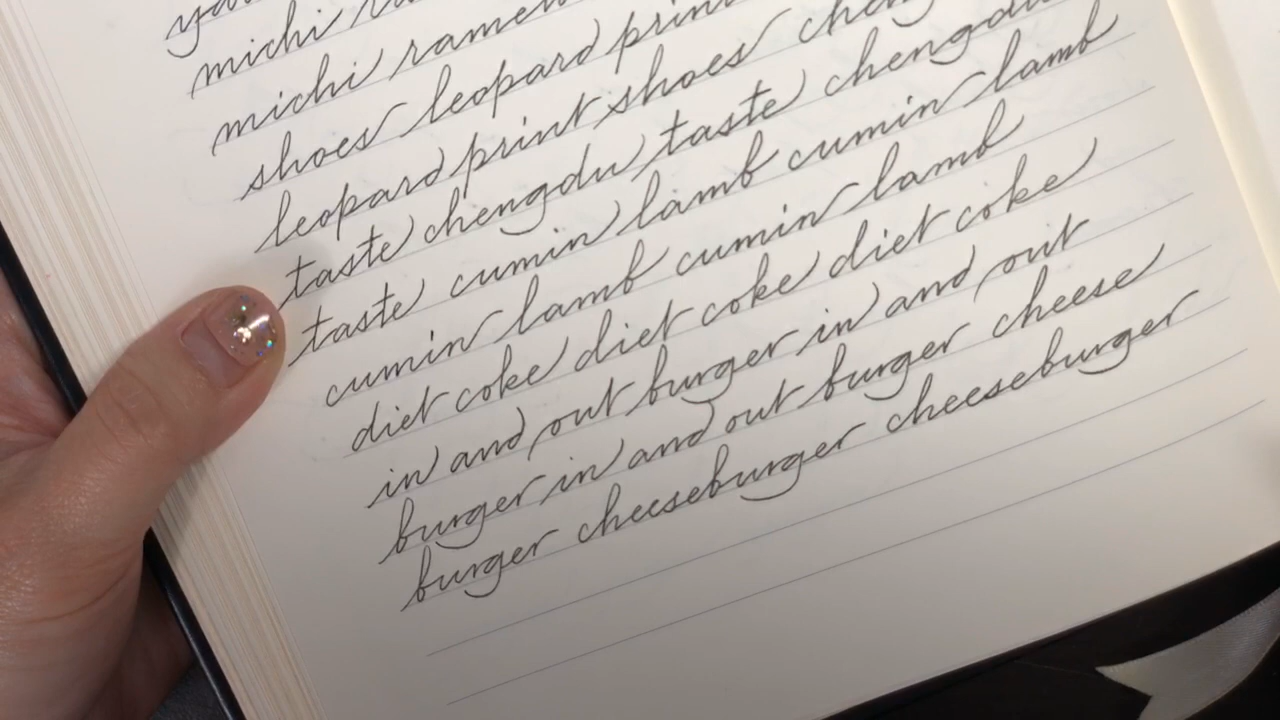 michi
michi ramen
shoes leopard print
leopard print shoes
taste chengdu taste chengdu
taste cumin lamb cumin lamb
cumin lamb cumin lamb
diet coke diet coke diet coke
in and out burger in and out
burger in and out burger cheese
burger cheeseburger cheeseburger